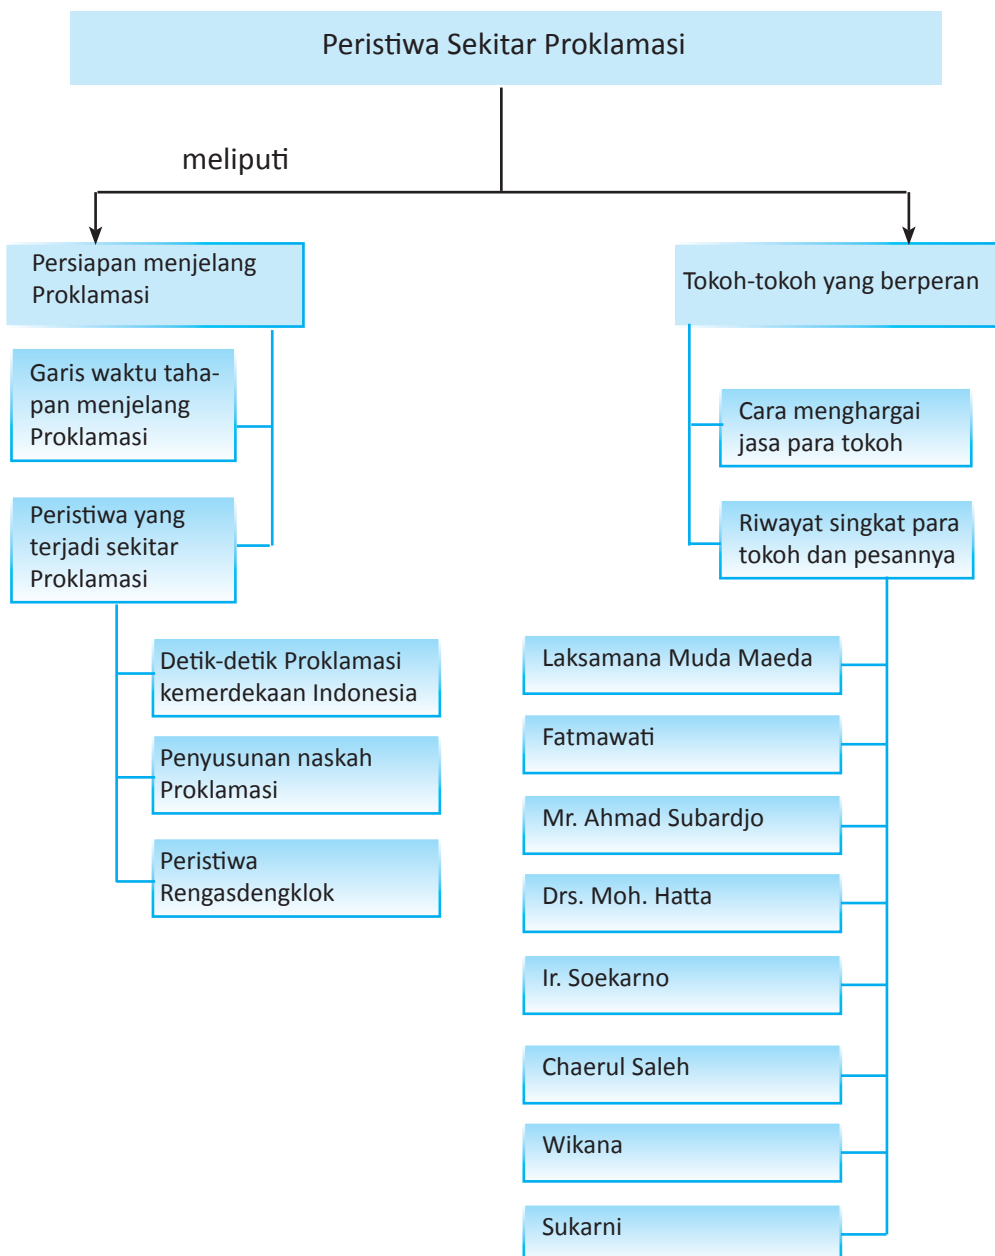 Peristiwa Sekitar Proklamasi
meliputi
Persiapan menjelang
Proklamasi
Garis waktu taha-
pan menjelang
Proklamasi
Peristiwa yang
terjadi sekitar
Proklamasi
Detik-detik Proklamasi
kemerdekaan Indonesia
Penyusunan naskah
Proklamasi
Peristiwa
Rengasdengklok
Tokoh-tokoh yang berperan
Cara menghargai
jasa para tokoh
Riwayat singkat para
tokoh dan pesannya
Laksamana Muda Maeda
Fatmawati
Mr. Ahmad Subardjo
Drs. Moh. Hatta
Ir. Soekarno
Chaerul Saleh
Wikana
Sukarni